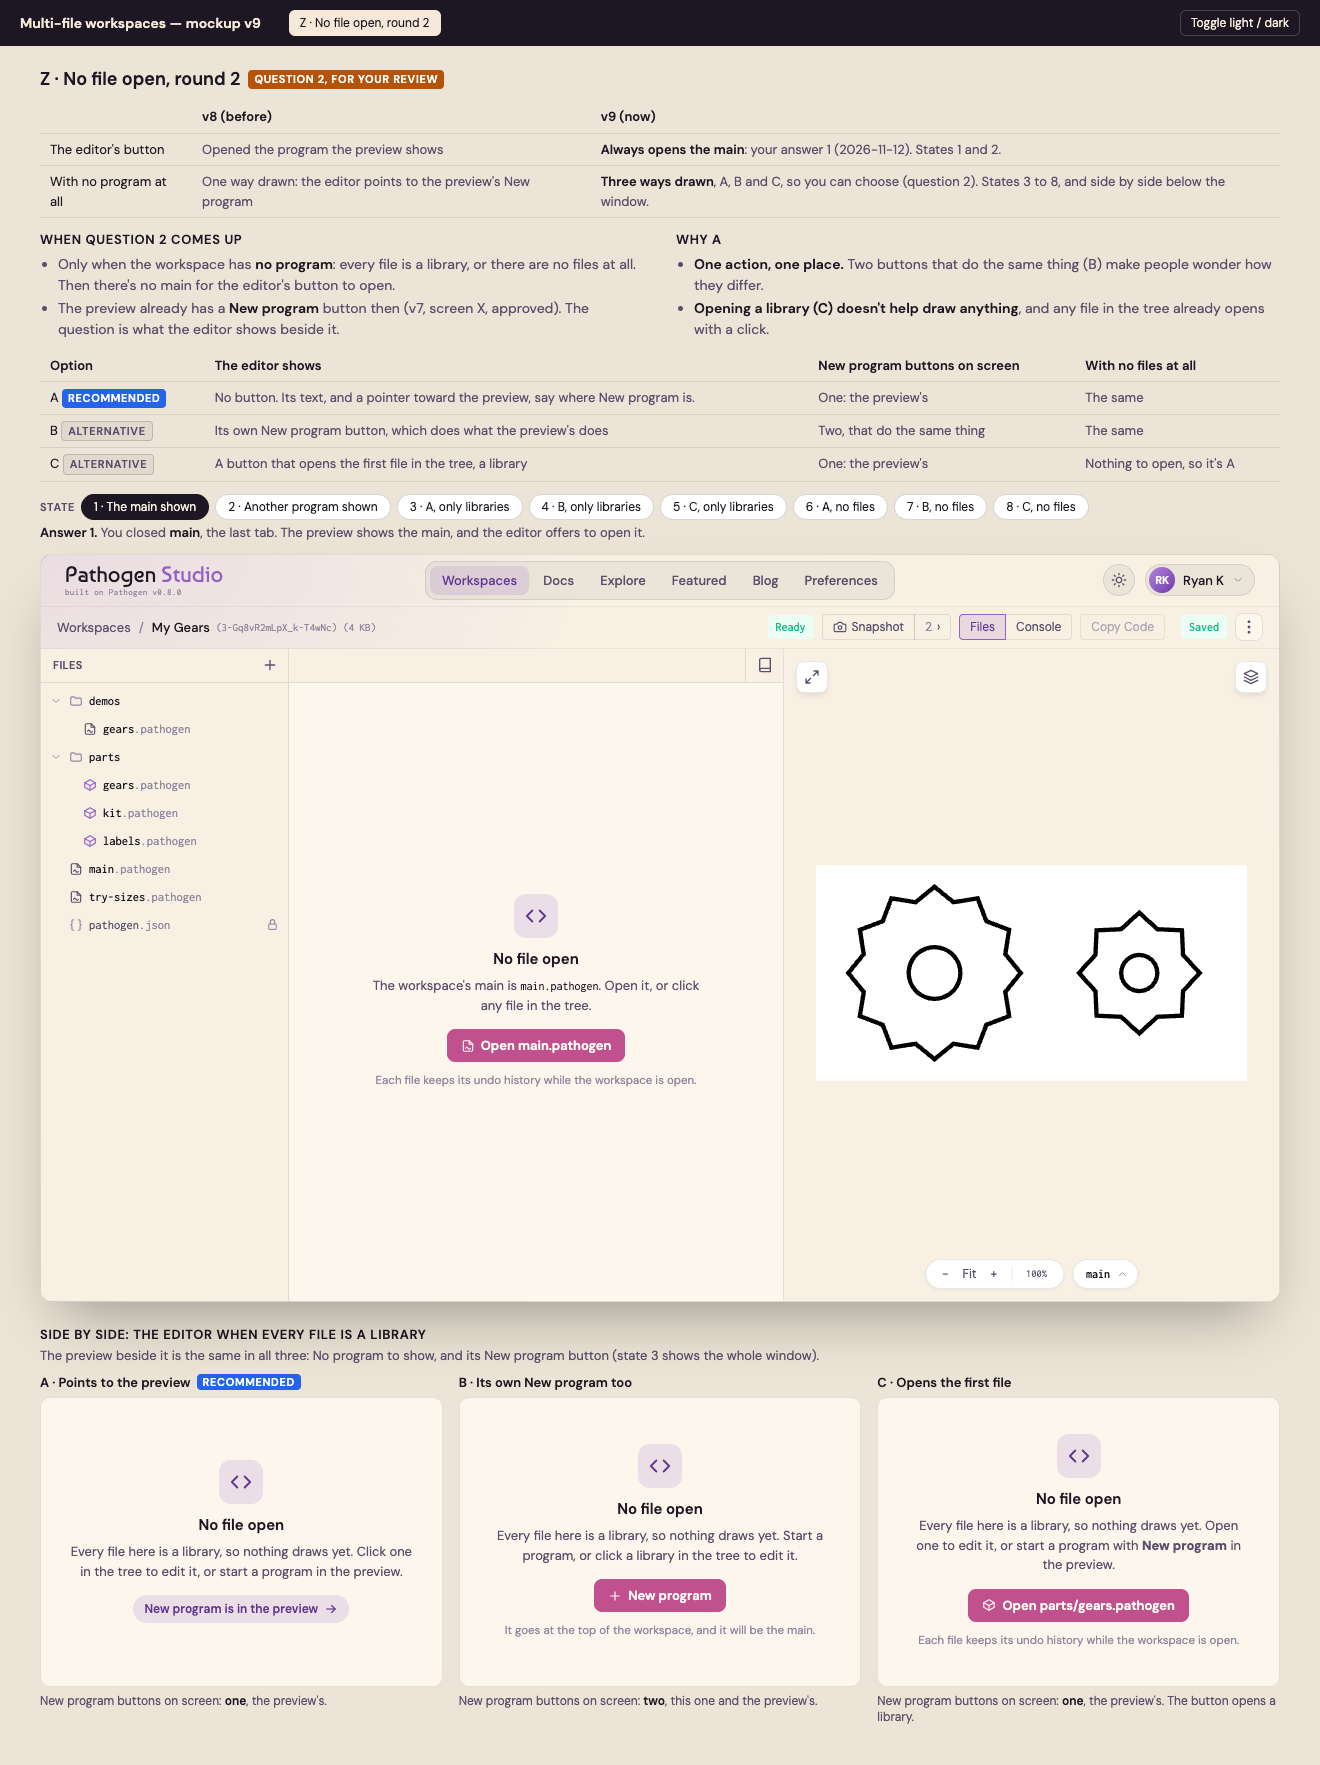 Multi-file workspaces — mockup v9
Z · No file open, round 2
Toggle light / dark
Z · No file open, round 2 QUESTION 2, FOR YOUR REVIEW
v8 (before)
v9 (now)
The editor's button
Opened the program the preview shows
Always opens the main: your answer 1 (2026-11-12). States 1 and 2.
With no program at
all
One way drawn: the editor points to the preview's New
program
Three ways drawn, A, B and C, so you can choose (question 2). States 3 to 8, and side by side below the
window.
WHEN QUESTION 2 COMES UP
• Only when the workspace has no program: every file is a library, or there are no files at all.
Then there's no main for the editor's button to open.
• The preview already has a New program button then (v7, screen X, approved). The
question is what the editor shows beside it.
WHY A
• One action, one place. Two buttons that do the same thing (B) make people wonder how
they differ.
• Opening a library (C) doesn't help draw anything, and any file in the tree already opens
with a click.
Option
The editor shows
New program buttons on screen
With no files at all
A RECOMMENDED
No button. Its text, and a pointer toward the preview, say where New program is.
One: the preview's
The same
B ALTERNATIVE
Its own New program button, which does what the preview's does
Two, that do the same thing
The same
C ALTERNATIVE
A button that opens the first file in the tree, a library
One: the preview's
Nothing to open, so it's A
STATE
1 · The main shown
2 · Another program shown
3 · A, only libraries
4 · B, only libraries
5 · C, only libraries
6 · A, no files
7 · B, no files
8 · C, no files
Answer 1. You closed main, the last tab. The preview shows the main, and the editor offers to open it.
Pathogen Studio
built on Pathogen v0.8.0
Workspaces
Docs
Explore
Featured
Blog
Preferences
RK
Ryan K
Workspaces / My Gears (3-Gq8vR2mLpX_k-T4wNc) (4 KB)
Ready
Snapshot
2 ›
Files
Console
Copy Code
Saved
FILES
demos
gears.pathogen
parts
gears.pathogen
kit.pathogen
labels.pathogen
main.pathogen
try-sizes.pathogen
{} pathogen.json
No file open
The workspace's main is main.pathogen. Open it, or click
any file in the tree.
Open main.pathogen
Each file keeps its undo history while the workspace is open.
− Fit + 100%
main
SIDE BY SIDE: THE EDITOR WHEN EVERY FILE IS A LIBRARY
The preview beside it is the same in all three: No program to show, and its New program button (state 3 shows the whole window).
A · Points to the preview RECOMMENDED
No file open
Every file here is a library, so nothing draws yet. Click one
in the tree to edit it, or start a program in the preview.
New program is in the preview →
New program buttons on screen: one, the preview's.
B · Its own New program too
No file open
Every file here is a library, so nothing draws yet. Start a
program, or click a library in the tree to edit it.
+ New program
It goes at the top of the workspace, and it will be the main.
New program buttons on screen: two, this one and the preview's.
C · Opens the first file
No file open
Every file here is a library, so nothing draws yet. Open
one to edit it, or start a program with New program in
the preview.
Open parts/gears.pathogen
Each file keeps its undo history while the workspace is open.
New program buttons on screen: one, the preview's. The button opens a
library.